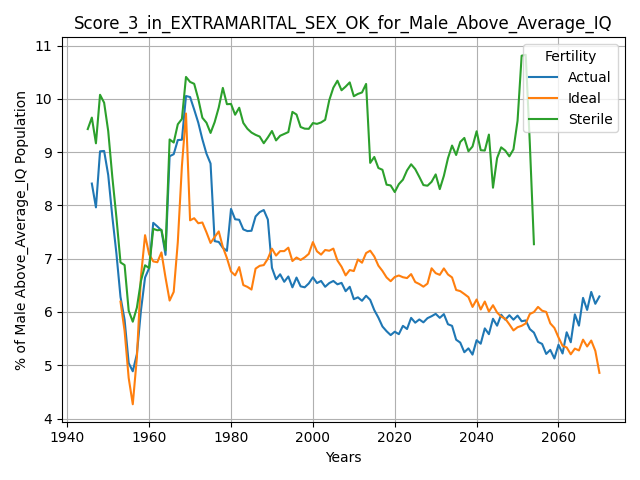 Score_3_in_EXTRAMARITAL_SEX_OK_for_Male_Above_Average_IQ
% of Male Above_Average_IQ Population
11
10
9
8
7
6
5
4
1940
1960
1980
2000
2020
2040
2060
Years
Fertility
Actual
Ideal
Sterile